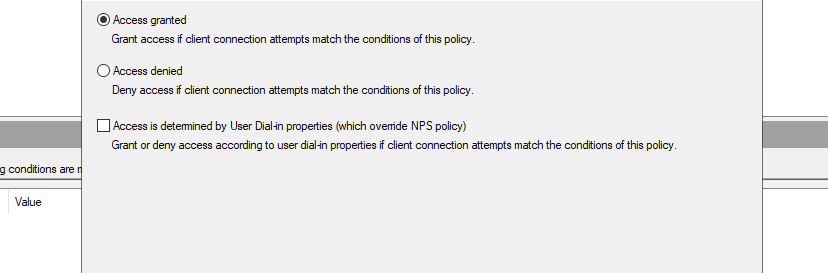 Access granted
Grant access if client connection attempts match the conditions of this policy.
Access denied
Deny access if client connection attempts match the conditions of this policy.
Access is determined by User Dial-in properties (which override NPS policy)
Grant or deny access according to user dial-in properties if client connection attempts match the conditions of this policy.
conditions are
Value